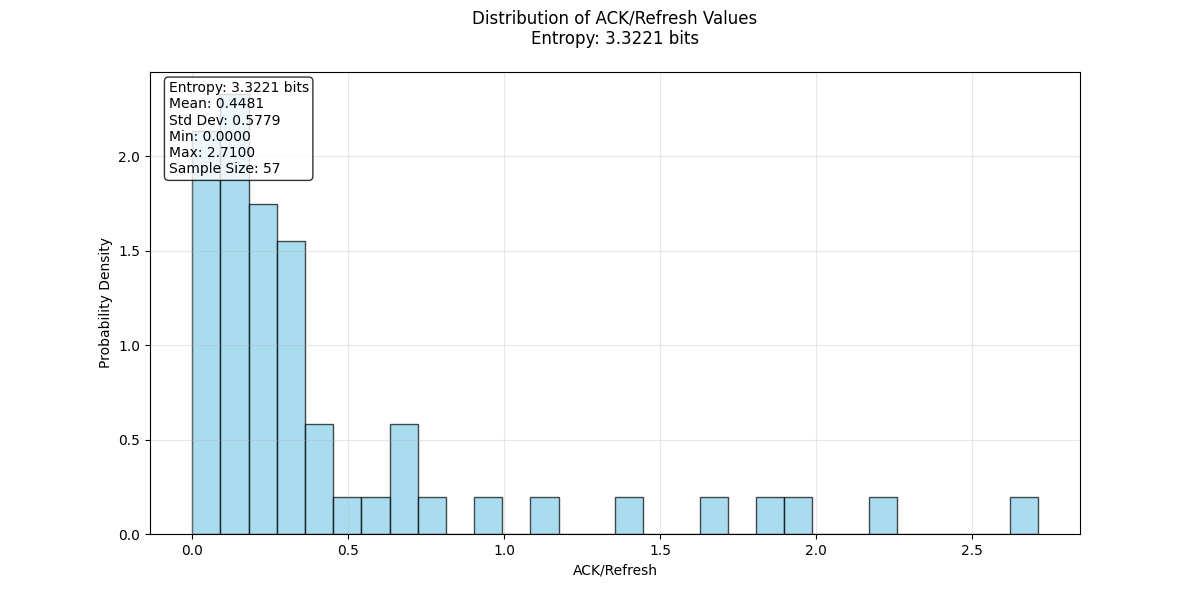 Distribution of ACK/Refresh Values
Entropy: 3.3221 bits
Entropy: 3.3221 bits
Mean: 0.4481
Std Dev: 0.5779
Min: 0.0000
Max: 2.7100
Sample Size: 57
Probability Density
2.0
1.5
1.0
0.5
0.0
0.0 0.5 1.0 1.5 2.0 2.5
ACK/Refresh